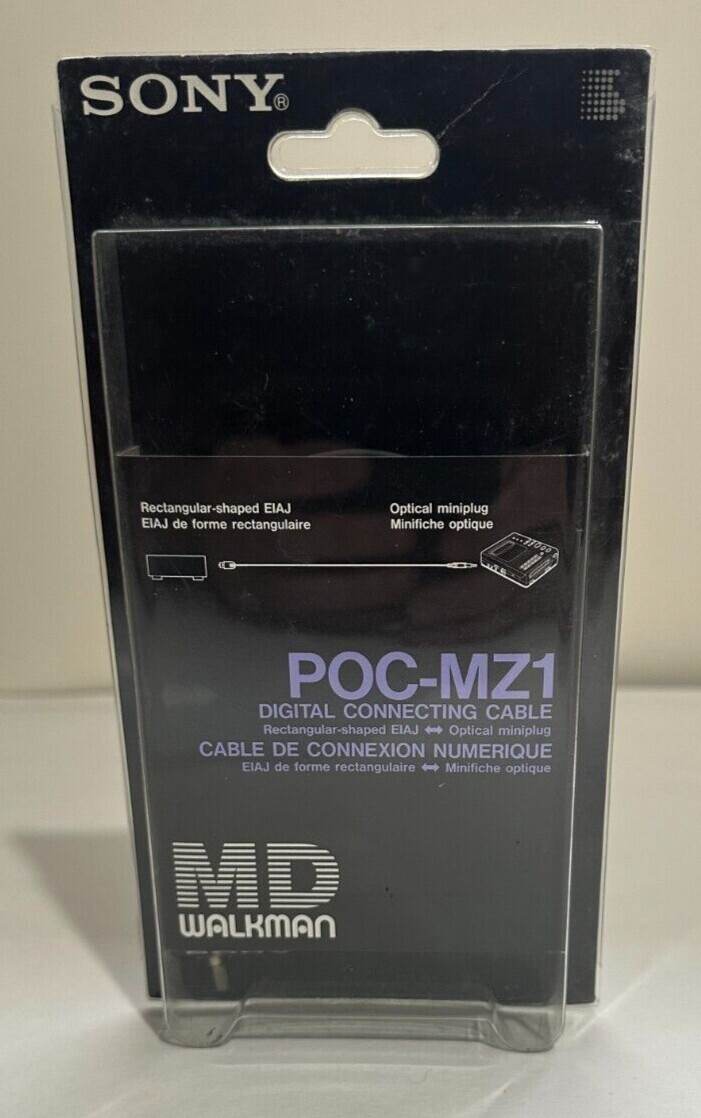 SONY®
Rectangular-shaped EIAJ
EIAJ de forme rectangulaire
Optical miniplug
Minifiche optique
POC-MZ1
DIGITAL CONNECTING CABLE
Rectangular-shaped EIAJ ⬌ Optical miniplug
CABLE DE CONNEXION NUMERIQUE
EIAJ de forme rectangulaire ⬌ Minifiche optique
MD
WALKMAN